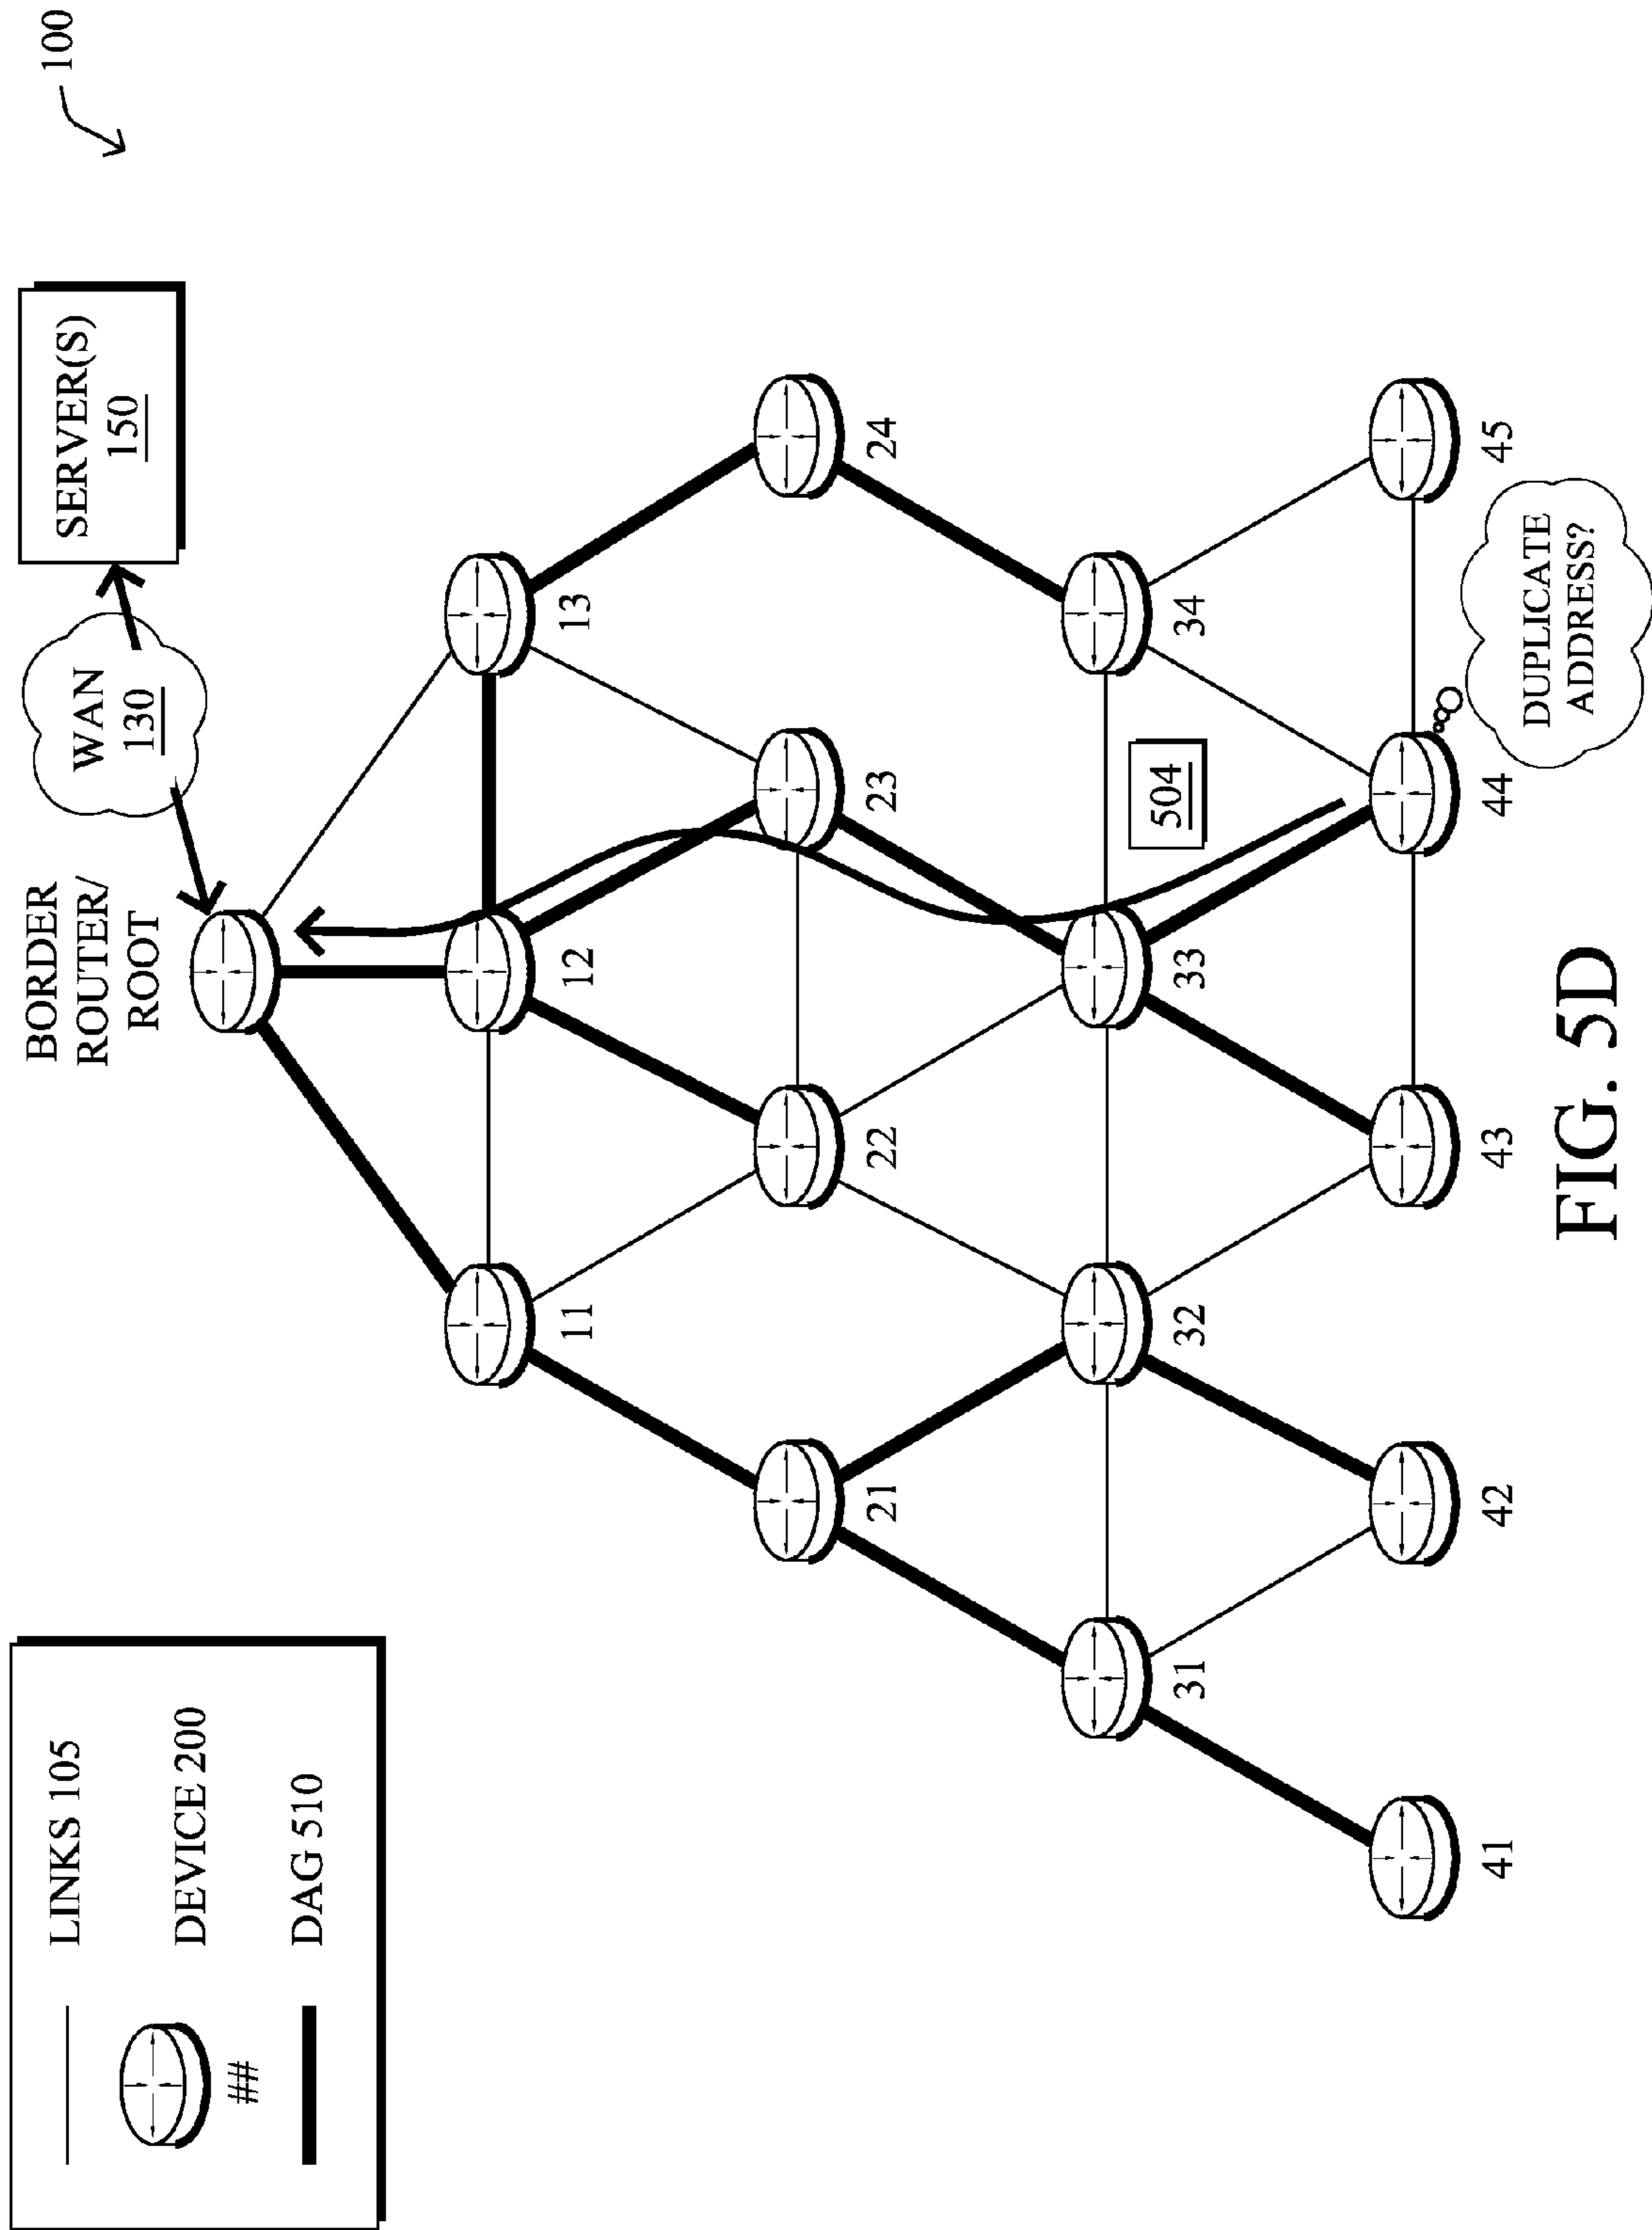 100
LINKS 105
DEVICE 200
##
DAG 510
BORDER
ROUTER/
ROOT
WAN
130
SERVER(S)
150
11
12
13
21
22
23
24
31
32
33
34
504
41
42
43
44
45
DUPLICATE
ADDRESS?
FIG. 5D